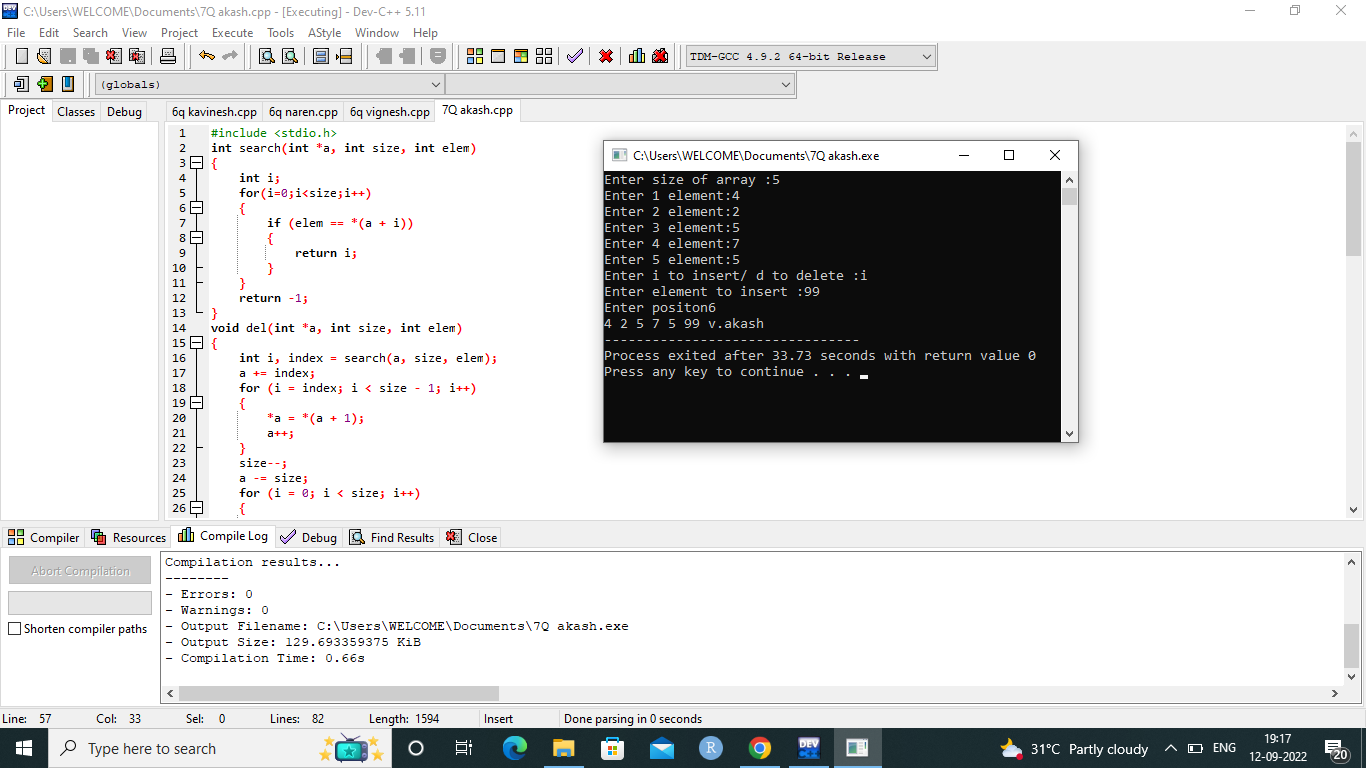 C:\Users\WELCOME\Documents\7Q akash.cpp - [Executing] - Dev-C++ 5.11
File Edit Search View Project Execute Tools AStyle Window Help
TDM-GCC 4.9.2 64-bit Release
(globals)
Project Classes Debug
6q kavinesh.cpp 6q naren.cpp 6q vignesh.cpp 7Q akash.cpp
1 #include <stdio.h>
2 int search(int *a, int size, int elem)
3 {
4 int i;
5 for(i=0;i<size;i++)
6 {
7 if (elem == *(a + i))
8 {
9 return i;
10 }
11 }
12 return -1;
13 }
14 void del(int *a, int size, int elem)
15 {
16 int i, index = search(a, size, elem);
17 a += index;
18 for (i = index; i < size - 1; i++)
19 {
20 *a = *(a + 1);
21 a++;
22 }
23 size--;
24 a -= size;
25 for (i = 0; i < size; i++)
26 {
C:\Users\WELCOME\Documents\7Q akash.exe
Enter size of array :5
Enter 1 element:4
Enter 2 element:2
Enter 3 element:5
Enter 4 element:7
Enter 5 element:5
Enter i to insert/ d to delete :i
Enter element to insert :99
Enter positon6
4 2 5 7 5 99 v.akash
--------------------------------
Process exited after 33.73 seconds with return value 0
Press any key to continue . . .
Compiler Resources Compile Log Debug Find Results Close
Abort Compilation
Shorten compiler paths
Compilation results...
--------
- Errors: 0
- Warnings: 0
- Output Filename: C:\Users\WELCOME\Documents\7Q akash.exe
- Output Size: 129.693359375 KiB
- Compilation Time: 0.66s
Line: 57 Col: 33 Sel: 0 Lines: 82 Length: 1594 Insert Done parsing in 0 seconds
Type here to search
R
DEV
31°C Partly cloudy
ENG
19:17
12-09-2022
20